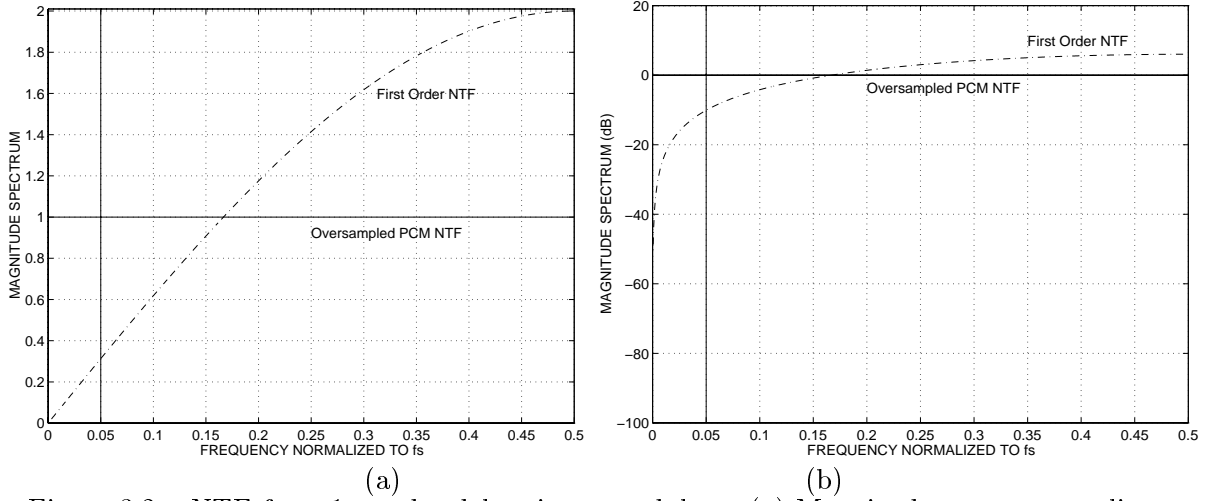 2
1.8
1.6
1.4
1.2
1
0.8
0.6
0.4
0.2
0
MAGNITUDE SPECTRUM
First Order NTF
Oversampled PCM NTF
0 0.05 0.1 0.15 0.2 0.25 0.3 0.35 0.4 0.45 0.5
FREQUENCY NORMALIZED TO fs
(a)
20
0
−20
−40
−60
−80
−100
MAGNITUDE SPECTRUM (dB)
First Order NTF
Oversampled PCM NTF
0 0.05 0.1 0.15 0.2 0.25 0.3 0.35 0.4 0.45 0.5
FREQUENCY NORMALIZED TO fs
(b)
Figure NTF (a)